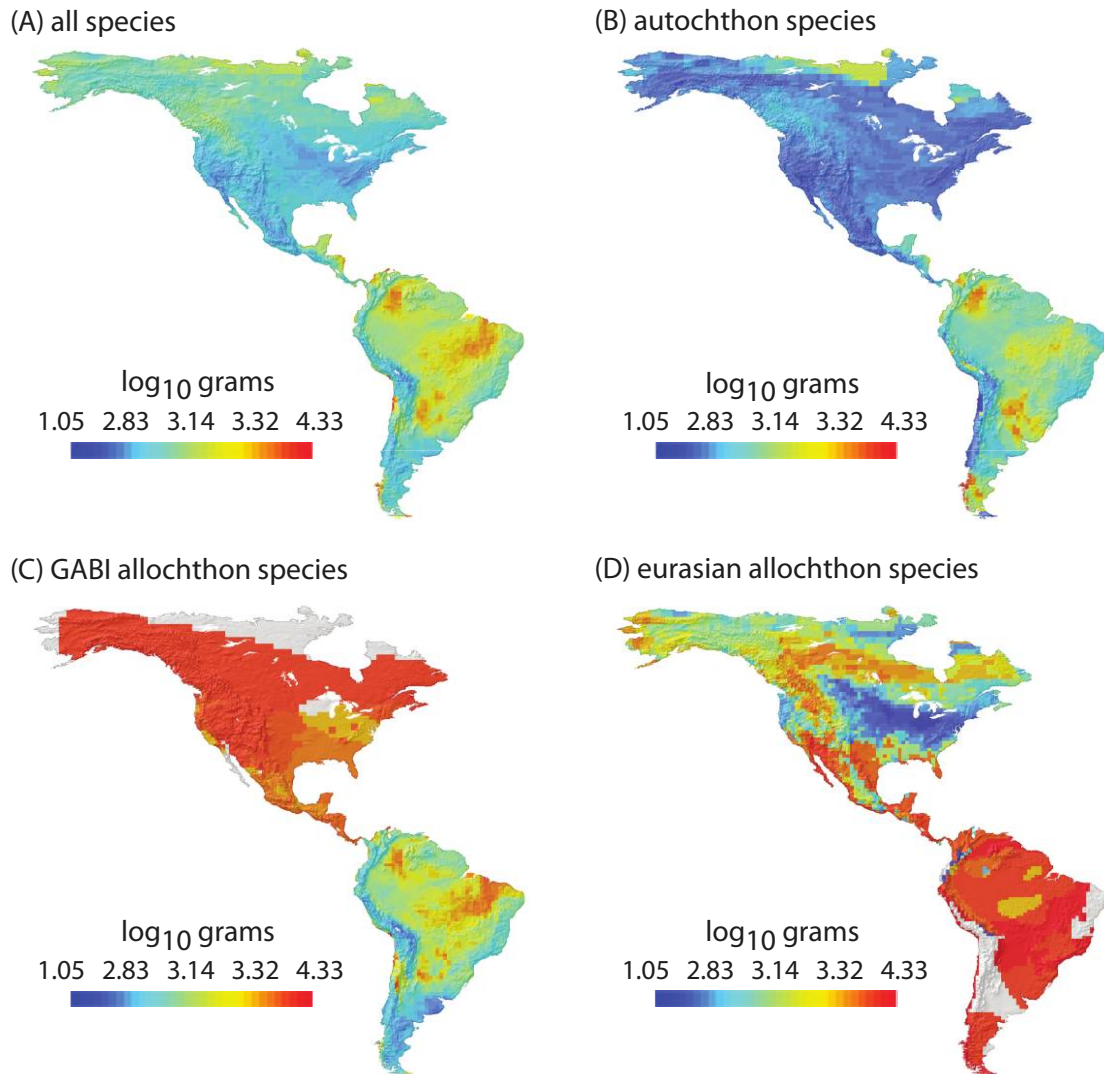 (A) all species
(B) autochthon species
log10 grams
1.05 2.83 3.14 3.32 4.33
log10 grams
1.05 2.83 3.14 3.32 4.33
(C) GABI allochthon species
(D) eurasian allochthon species
log10 grams
1.05 2.83 3.14 3.32 4.33
log10 grams
1.05 2.83 3.14 3.32 4.33